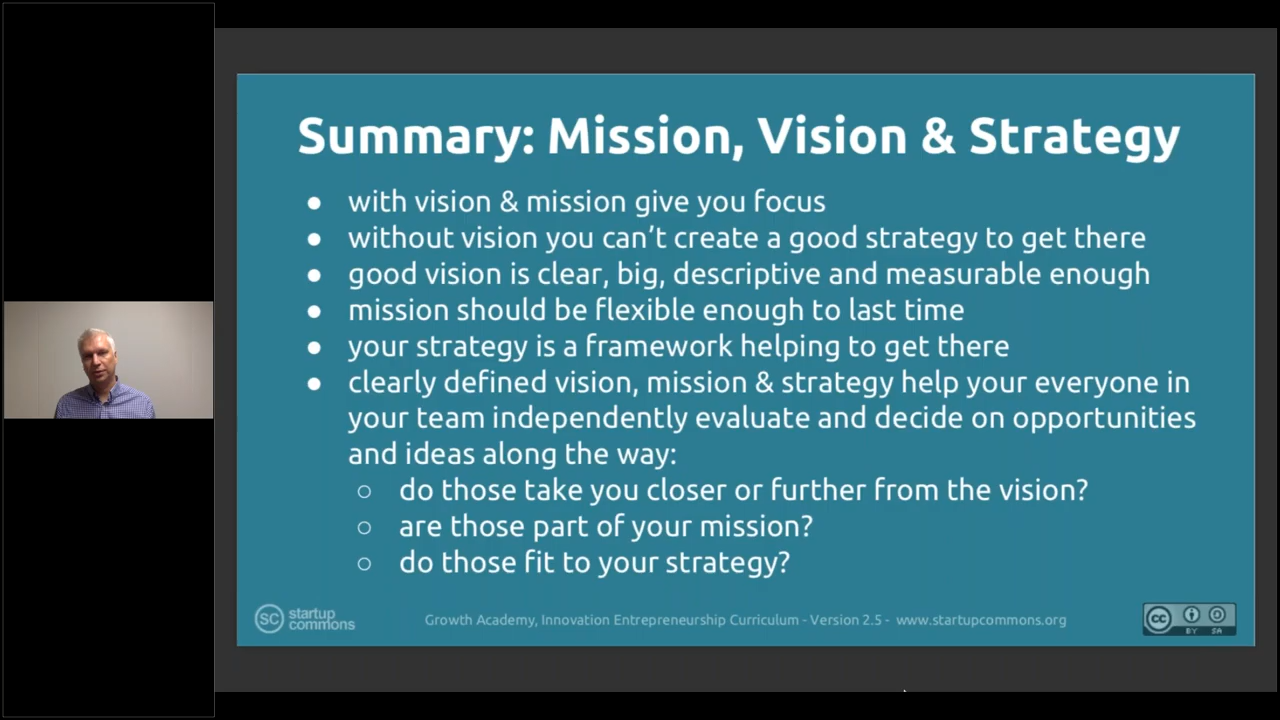 Summary: Mission, Vision & Strategy
● with vision & mission give you focus
● without vision you can’t create a good strategy to get there
● good vision is clear, big, descriptive and measurable enough
● mission should be flexible enough to last time
● your strategy is a framework helping to get there
● clearly defined vision, mission & strategy help your everyone in
your team independently evaluate and decide on opportunities
and ideas along the way:
○ do those take you closer or further from the vision?
○ are those part of your mission?
○ do those fit to your strategy?
SC startup
commons
Growth Academy, Innovation Entrepreneurship Curriculum - Version 2.5 - www.startupcommons.org
cc BY SA